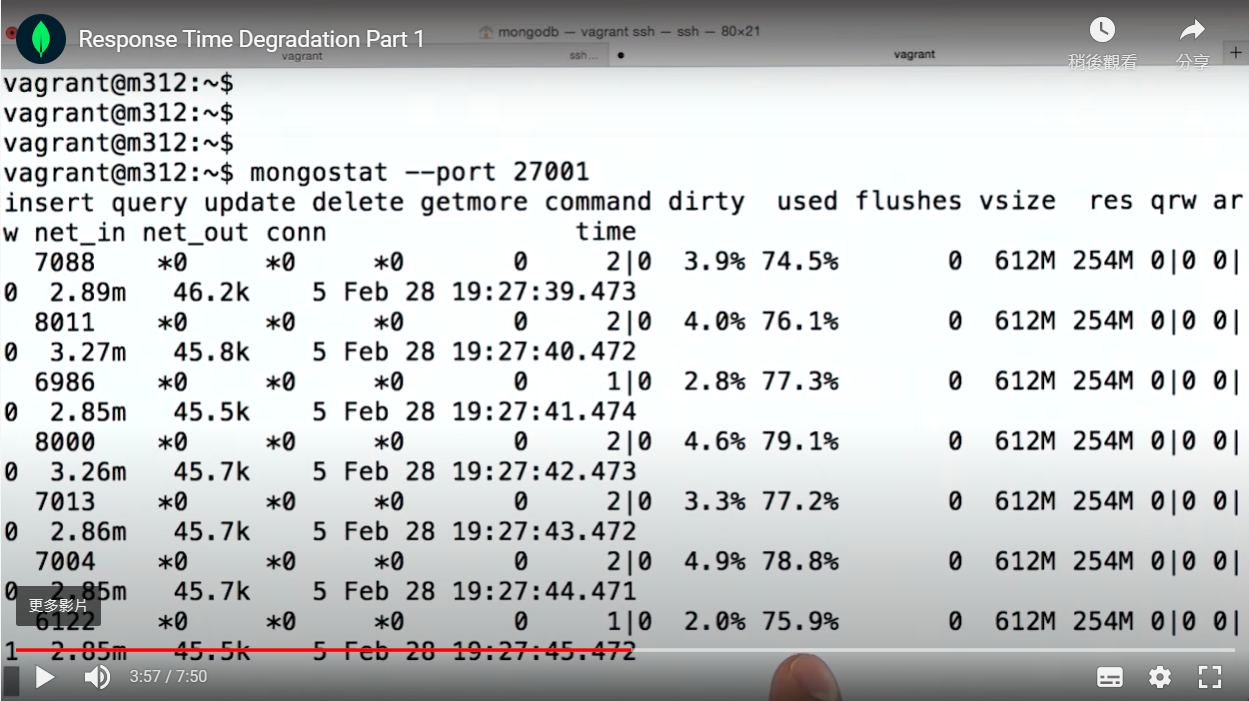 mongodb — vagrant ssh — ssh — 80×21
Response Time Degradation Part 1
稍後觀看
分享
vagrant
ssh...
vagrant
+
vagrant@m312:~$
vagrant@m312:~$
vagrant@m312:~$
vagrant@m312:~$ mongostat --port 27001
insert query update delete getmore command dirty  used flushes vsize  res qrw ar
w net_in net_out conn                time
  7088    *0     *0     *0       0     2|0  3.9% 74.5%       0  612M 254M 0|0 0|
0  2.89m   46.2k    5 Feb 28 19:27:39.473
  8011    *0     *0     *0       0     2|0  4.0% 76.1%       0  612M 254M 0|0 0|
0  3.27m   45.8k    5 Feb 28 19:27:40.472
  6986    *0     *0     *0       0     1|0  2.8% 77.3%       0  612M 254M 0|0 0|
0  2.85m   45.5k    5 Feb 28 19:27:41.474
  8000    *0     *0     *0       0     2|0  4.6% 79.1%       0  612M 254M 0|0 0|
0  3.26m   45.7k    5 Feb 28 19:27:42.473
  7013    *0     *0     *0       0     2|0  3.3% 77.2%       0  612M 254M 0|0 0|
0  2.86m   45.7k    5 Feb 28 19:27:43.472
  7004    *0     *0     *0       0     2|0  4.9% 78.8%       0  612M 254M 0|0 0|
0  2.85m   45.7k    5 Feb 28 19:27:44.471
更多影片
  6122    *0     *0     *0       0     1|0  2.0% 75.9%       0  612M 254M 0|0 0|
1  2.85m   45.5k    5 Feb 28 19:27:45.472
3:57 / 7:50